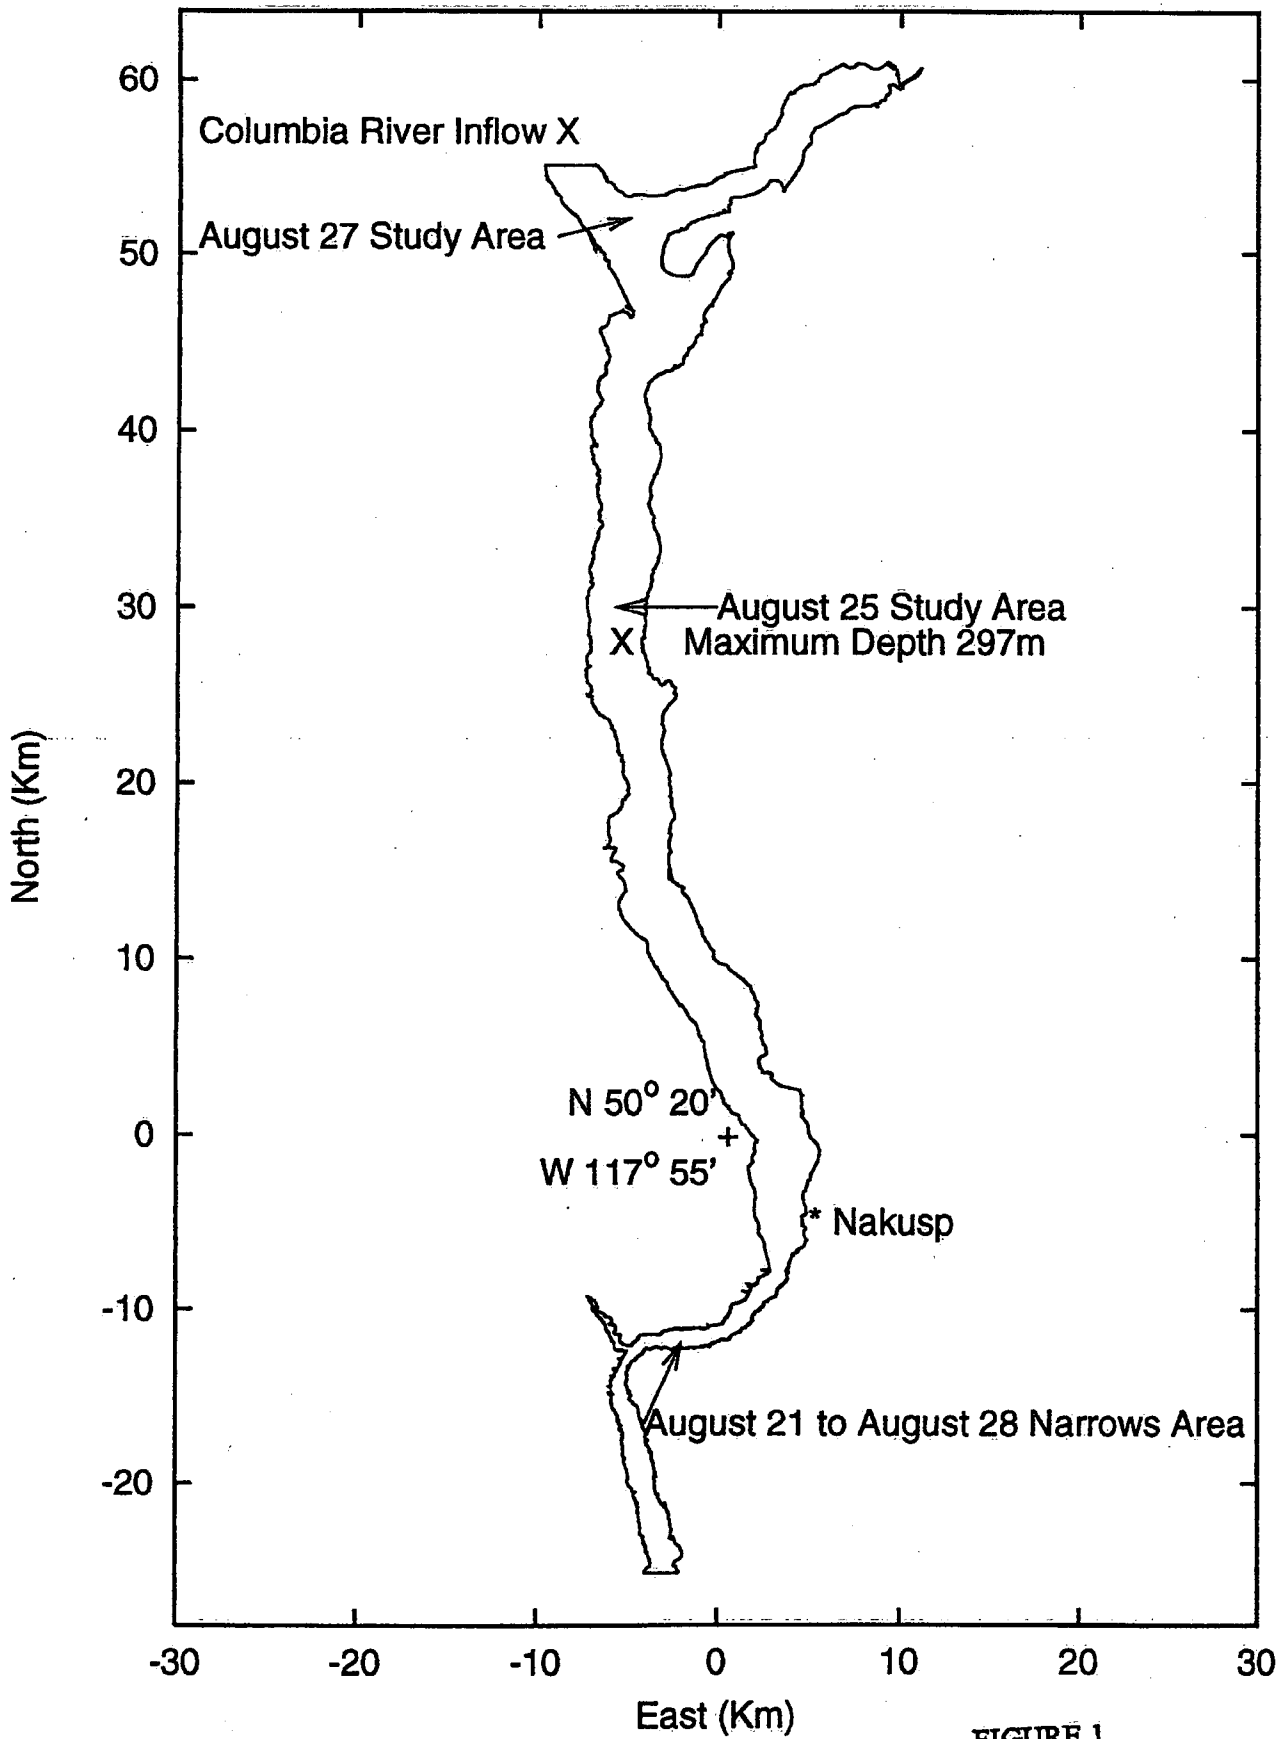 60
Columbia River Inflow X
August 27 Study Area
50
40
30
August 25 Study Area
X Maximum Depth 297m
North (Km)
20
10
N 50° 20'
0
+
W 117° 55'
* Nakusp
-10
August 21 to August 28 Narrows Area
-20
-30 -20 -10 0 10 20 30
East (Km)
FIGURE 1